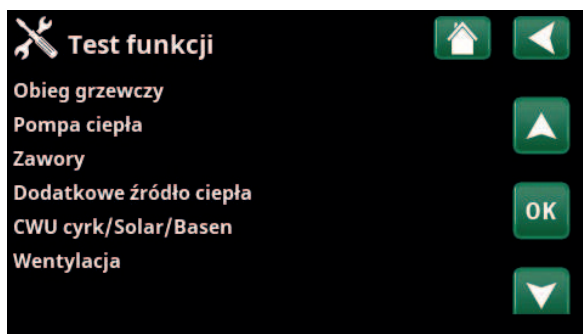 Test funkcji
Obieg grzewczy
Pompa ciepła
Zawory
Dodatkowe źródło ciepła
CWU cyrk/Solar/Basen
Wentylacja
OK